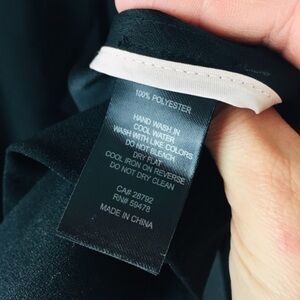 100% POLYESTER
HAND WASH IN
COOL WATER
WASH WITH LIKE COLORS
DO NOT BLEACH
DRY FLAT
COOL IRON ON REVERSE
DO NOT DRY CLEAN
CA# 28792
RN# 59478
MADE IN CHINA